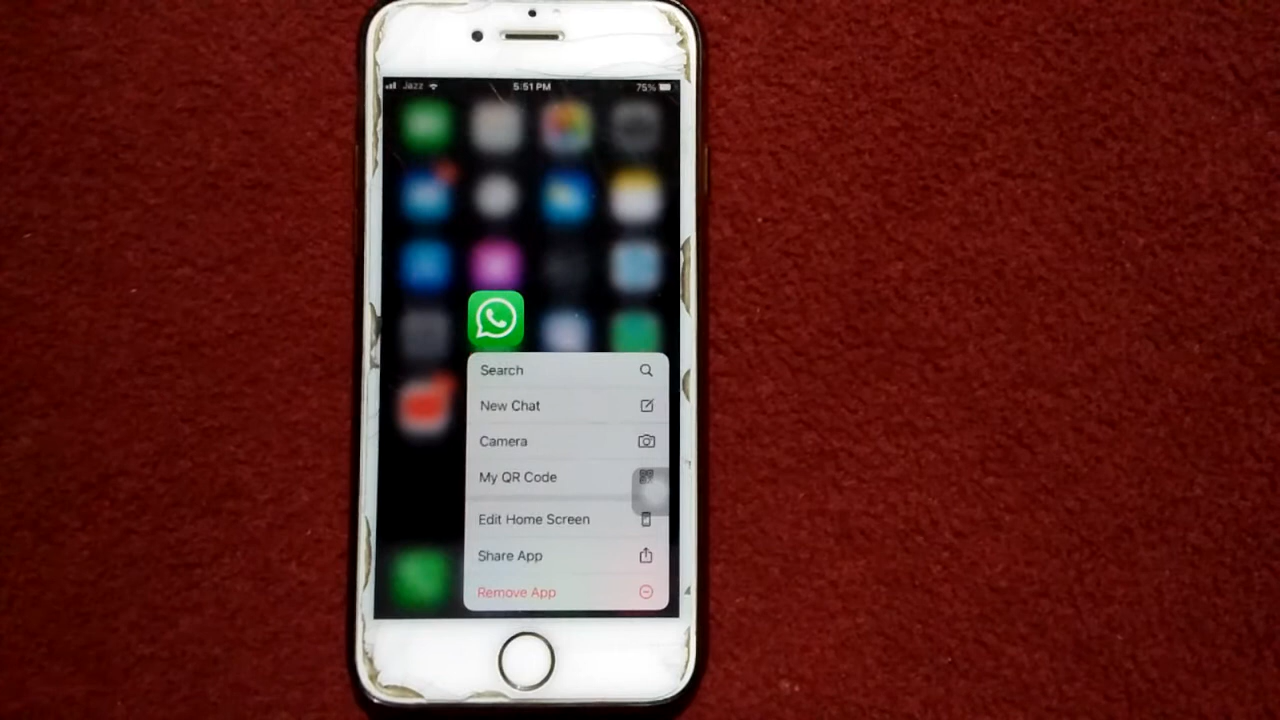 Jazz 5:51 PM 75%
Search
New Chat
Camera
My QR Code
Edit Home Screen
Share App
Remove App